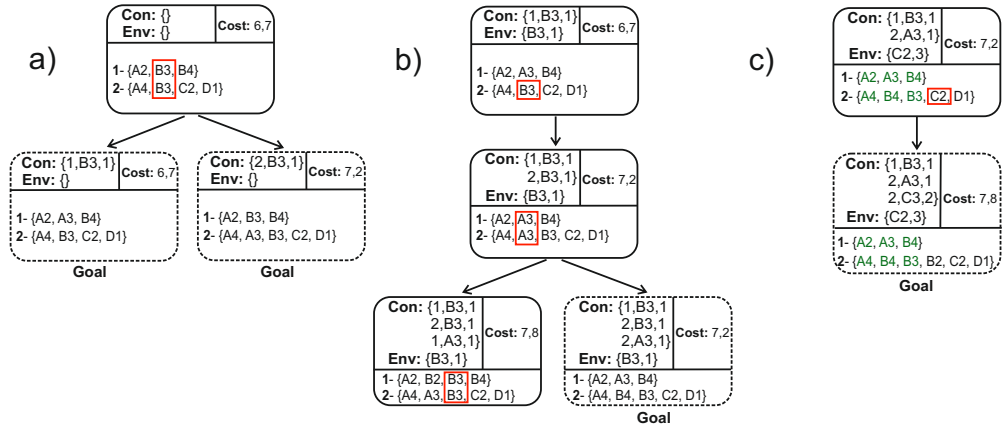 a)
Con: {}
Env: {}
Cost: 6,7
1- {A2, B3, B4}
2- {A4, B3, C2, D1}
Con: {1,B3,1}
Env: {}
Cost: 6,7
1- {A2, A3, B4}
2- {A4, B3, C2, D1}
Goal
Con: {2,B3,1}
Env: {}
Cost: 7,2
1- {A2, B3, B4}
2- {A4, A3, B3, C2, D1}
Goal
b)
Con: {1,B3,1}
Env: {B3,1}
Cost: 6,7
1- {A2, A3, B4}
2- {A4, B3, C2, D1}
Con: {1,B3,1
2,B3,1}
Env: {B3,1}
Cost: 7,2
1- {A2, A3, B4}
2- {A4, A3, B3, C2, D1}
Con: {1,B3,1
2,B3,1
1,A3,1}
Env: {B3,1}
Cost: 7,8
1- {A2, B2, B3, B4}
2- {A4, A3, B3, C2, D1}
Con: {1,B3,1
2,B3,1
2,A3,1}
Env: {B3,1}
Cost: 7,2
1- {A2, A3, B4}
2- {A4, B4, B3, C2, D1}
Goal
c)
Con: {1,B3,1
2,A3,1}
Env: {C2,3}
Cost: 7,2
1- {A2, A3, B4}
2- {A4, B4, B3, C2, D1}
Con: {1,B3,1
2,A3,1
2,C3,2}
Env: {C2,3}
Cost: 7,8
1- {A2, A3, B4}
2- {A4, B4, B3, B2, C2, D1}
Goal